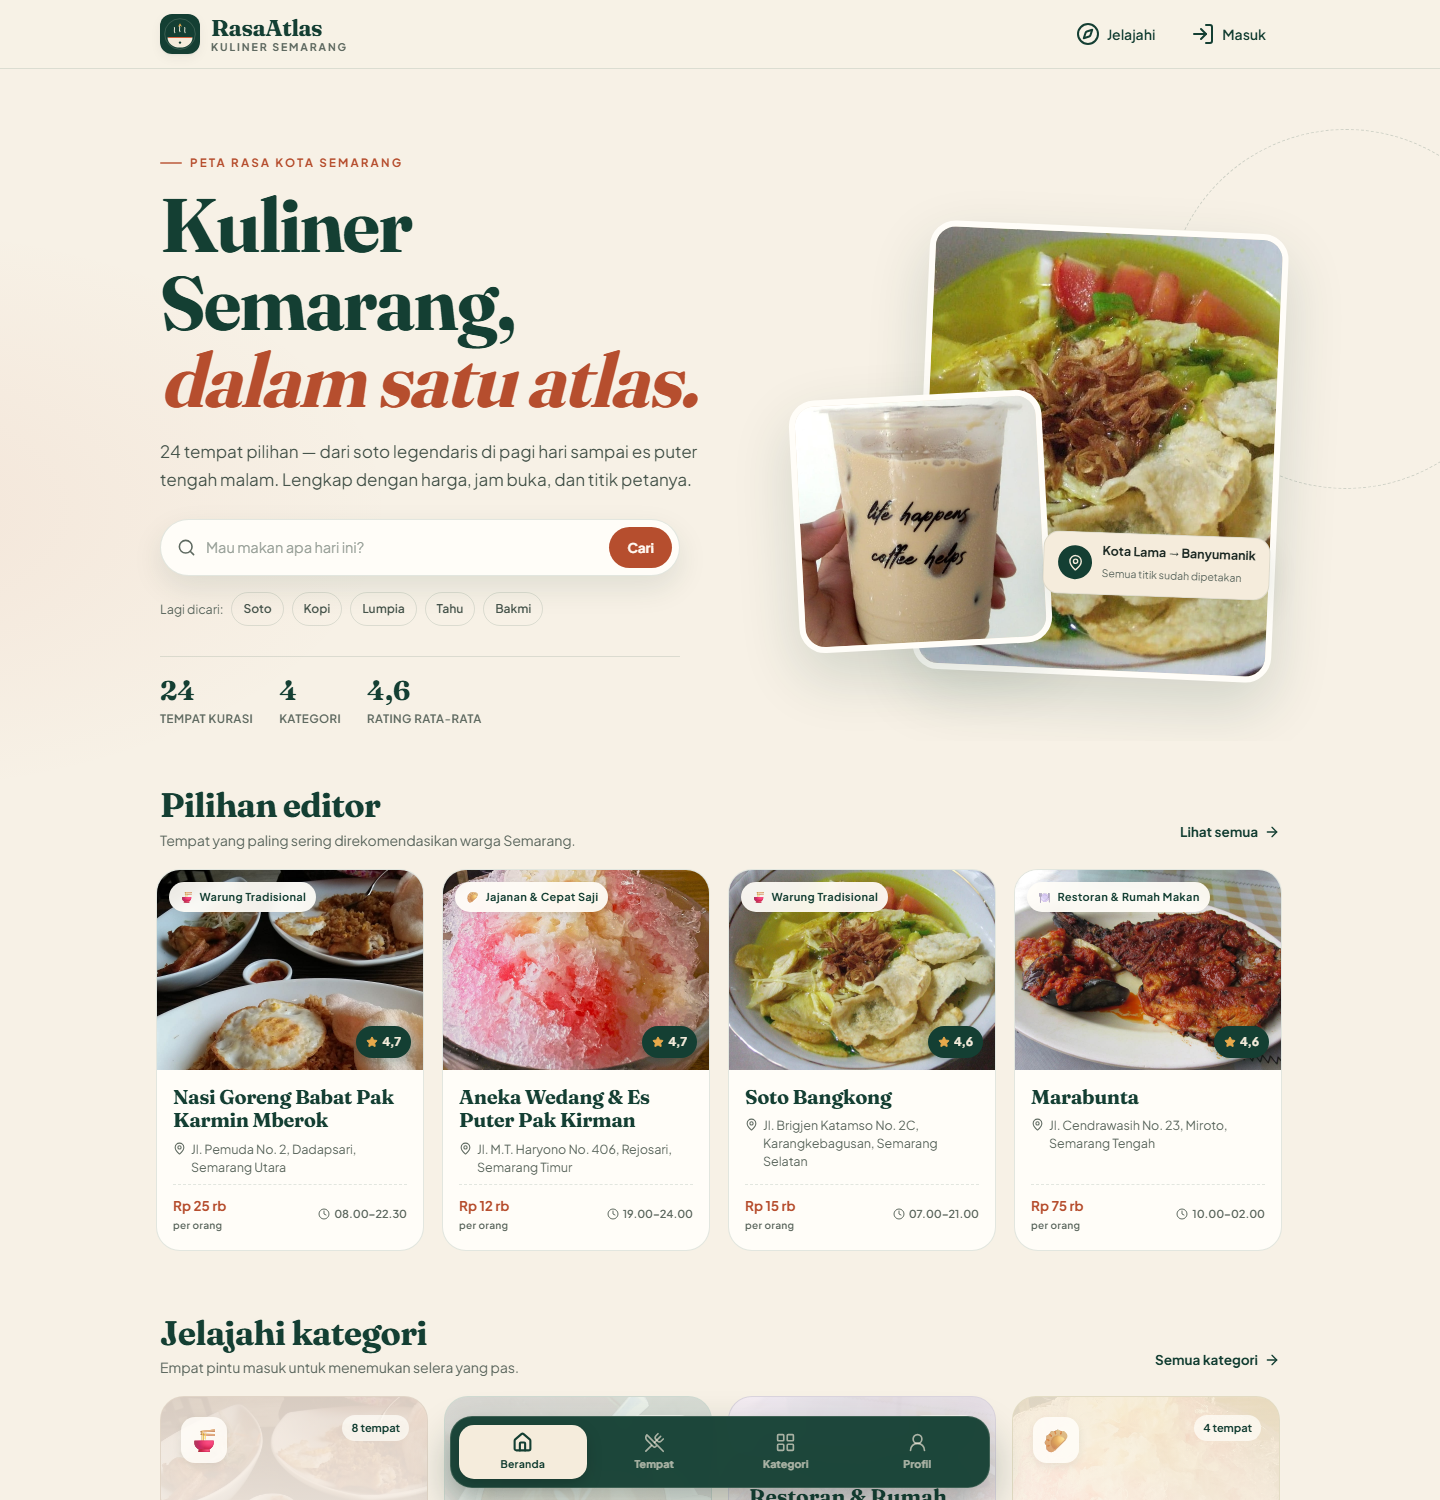 RasaAtlas
KULINER SEMARANG
Jelajahi
Masuk
PETA RASA KOTA SEMARANG
Kuliner
Semarang,
dalam satu atlas.
24 tempat pilihan — dari soto legendaris di pagi hari sampai es puter
tengah malam. Lengkap dengan harga, jam buka, dan titik petanya.
Mau makan apa hari ini?
Cari
Lagi dicari:
Soto
Kopi
Lumpia
Tahu
Bakmi
24
TEMPAT KURASI
4
KATEGORI
4,6
RATING RATA-RATA
life happens
coffee helps
Kota Lama → Banyumanik
Semua titik sudah dipetakan
Pilihan editor
Tempat yang paling sering direkomendasikan warga Semarang.
Lihat semua
Warung Tradisional
4,7
Nasi Goreng Babat Pak
Karmin Mberok
Jl. Pemuda No. 2, Dadapsari,
Semarang Utara
Rp 25 rb
per orang
08.00–22.30
Jajanan & Cepat Saji
4,7
Aneka Wedang & Es
Puter Pak Kirman
Jl. M.T. Haryono No. 406, Rejosari,
Semarang Timur
Rp 12 rb
per orang
19.00–24.00
Warung Tradisional
4,6
Soto Bangkong
Jl. Brigjen Katamso No. 2C,
Karangkebagusan, Semarang
Selatan
Rp 15 rb
per orang
07.00–21.00
Restoran & Rumah Makan
4,6
Marabunta
Jl. Cendrawasih No. 23, Miroto,
Semarang Tengah
Rp 75 rb
per orang
10.00–02.00
Jelajahi kategori
Empat pintu masuk untuk menemukan selera yang pas.
Semua kategori
8 tempat
4 tempat
Restoran & Rumah
Beranda
Tempat
Kategori
Profil